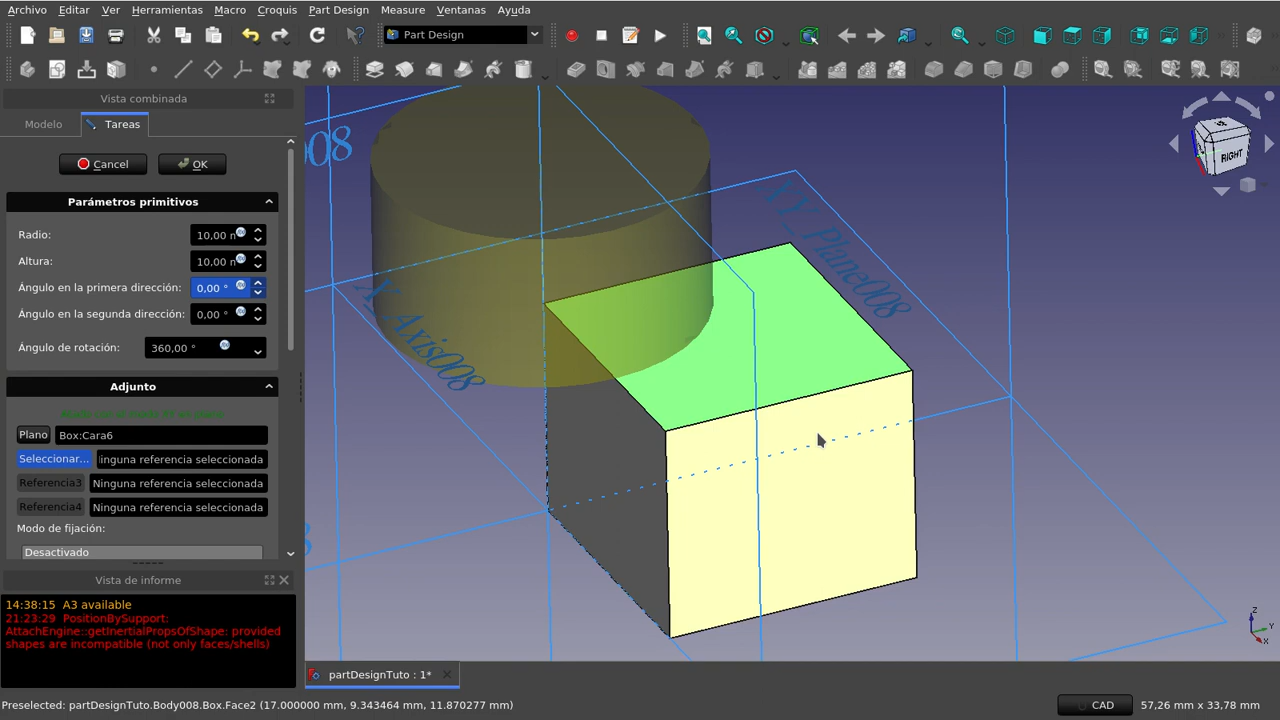 Archivo Editar Ver Herramientas Macro Croquis Part Design Measure Ventanas Ayuda
Part Design
Vista combinada
Modelo Tareas
Cancel OK
Parámetros primitivos
Radio: 10,00
Altura: 10,00
Ángulo en la primera dirección: 0,00 °
Ángulo en la segunda dirección: 0,00 °
Ángulo de rotación: 360,00 °
Adjunto
Plano Box:Cara6
Seleccionar... inguna referencia seleccionada
Referencia3 Ninguna referencia seleccionada
Referencia4 Ninguna referencia seleccionada
Modo de fijación:
Desactivado
Vista de informe
14:38:15 A3 available
21:23:29 PositionBySupport:
AttachEngine::getInertialPropsOfShape: provided
shapes are incompatible (not only faces/shells)
008
XY_Plane008
X_Axis008
RIGHT
Z
Y
X
partDesignTuto : 1*
Preselected: partDesignTuto.Body008.Box.Face2 (17.000000 mm, 9.343464 mm, 11.870277 mm)
CAD 57,26 mm x 33,78 mm